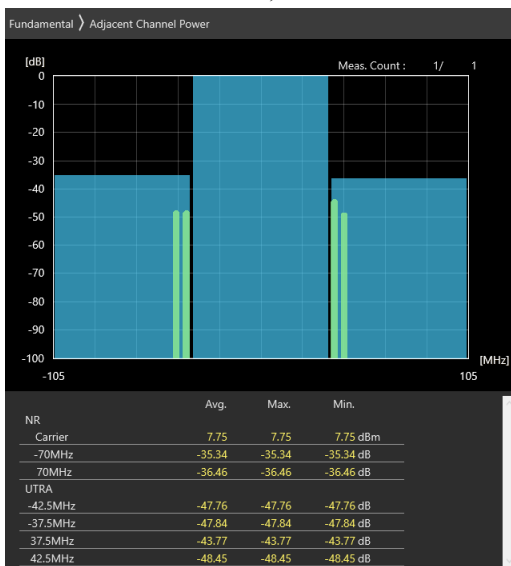 Fundamental 〉 Adjacent Channel Power
[dB]
Meas. Count : 1/ 1
0
-10
-20
-30
-40
-50
-60
-70
-80
-90
-100
[MHz]
-105 105
Avg. Max. Min.
NR
Carrier 7.75 7.75 7.75 dBm
-70MHz -35.34 -35.34 -35.34 dB
70MHz -36.46 -36.46 -36.46 dB
UTRA
-42.5MHz -47.76 -47.76 -47.76 dB
-37.5MHz -47.84 -47.84 -47.84 dB
37.5MHz -43.77 -43.77 -43.77 dB
42.5MHz -48.45 -48.45 -48.45 dB